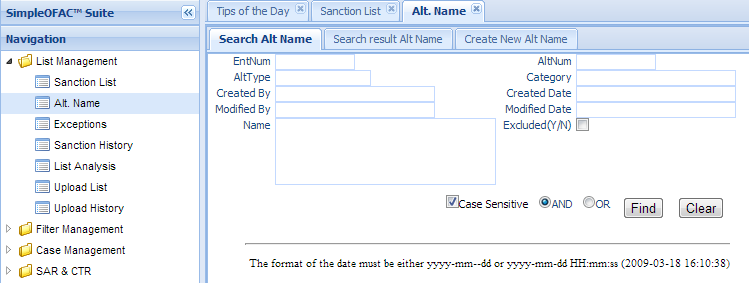 SimpleOFAC™ Suite
Navigation
List Management
Sanction List
Alt. Name
Exceptions
Sanction History
List Analysis
Upload List
Upload History
Filter Management
Case Management
SAR & CTR
Tips of the Day Sanction List Alt. Name
Search Alt Name Search result Alt Name Create New Alt Name
EntNum AltNum
AltType Category
Created By Created Date
Modified By Modified Date
Name Excluded(Y/N)
Case Sensitive AND OR Find Clear
The format of the date must be either yyyy-mm--dd or yyyy-mm-dd HH:mm:ss (2009-03-18 16:10:38)